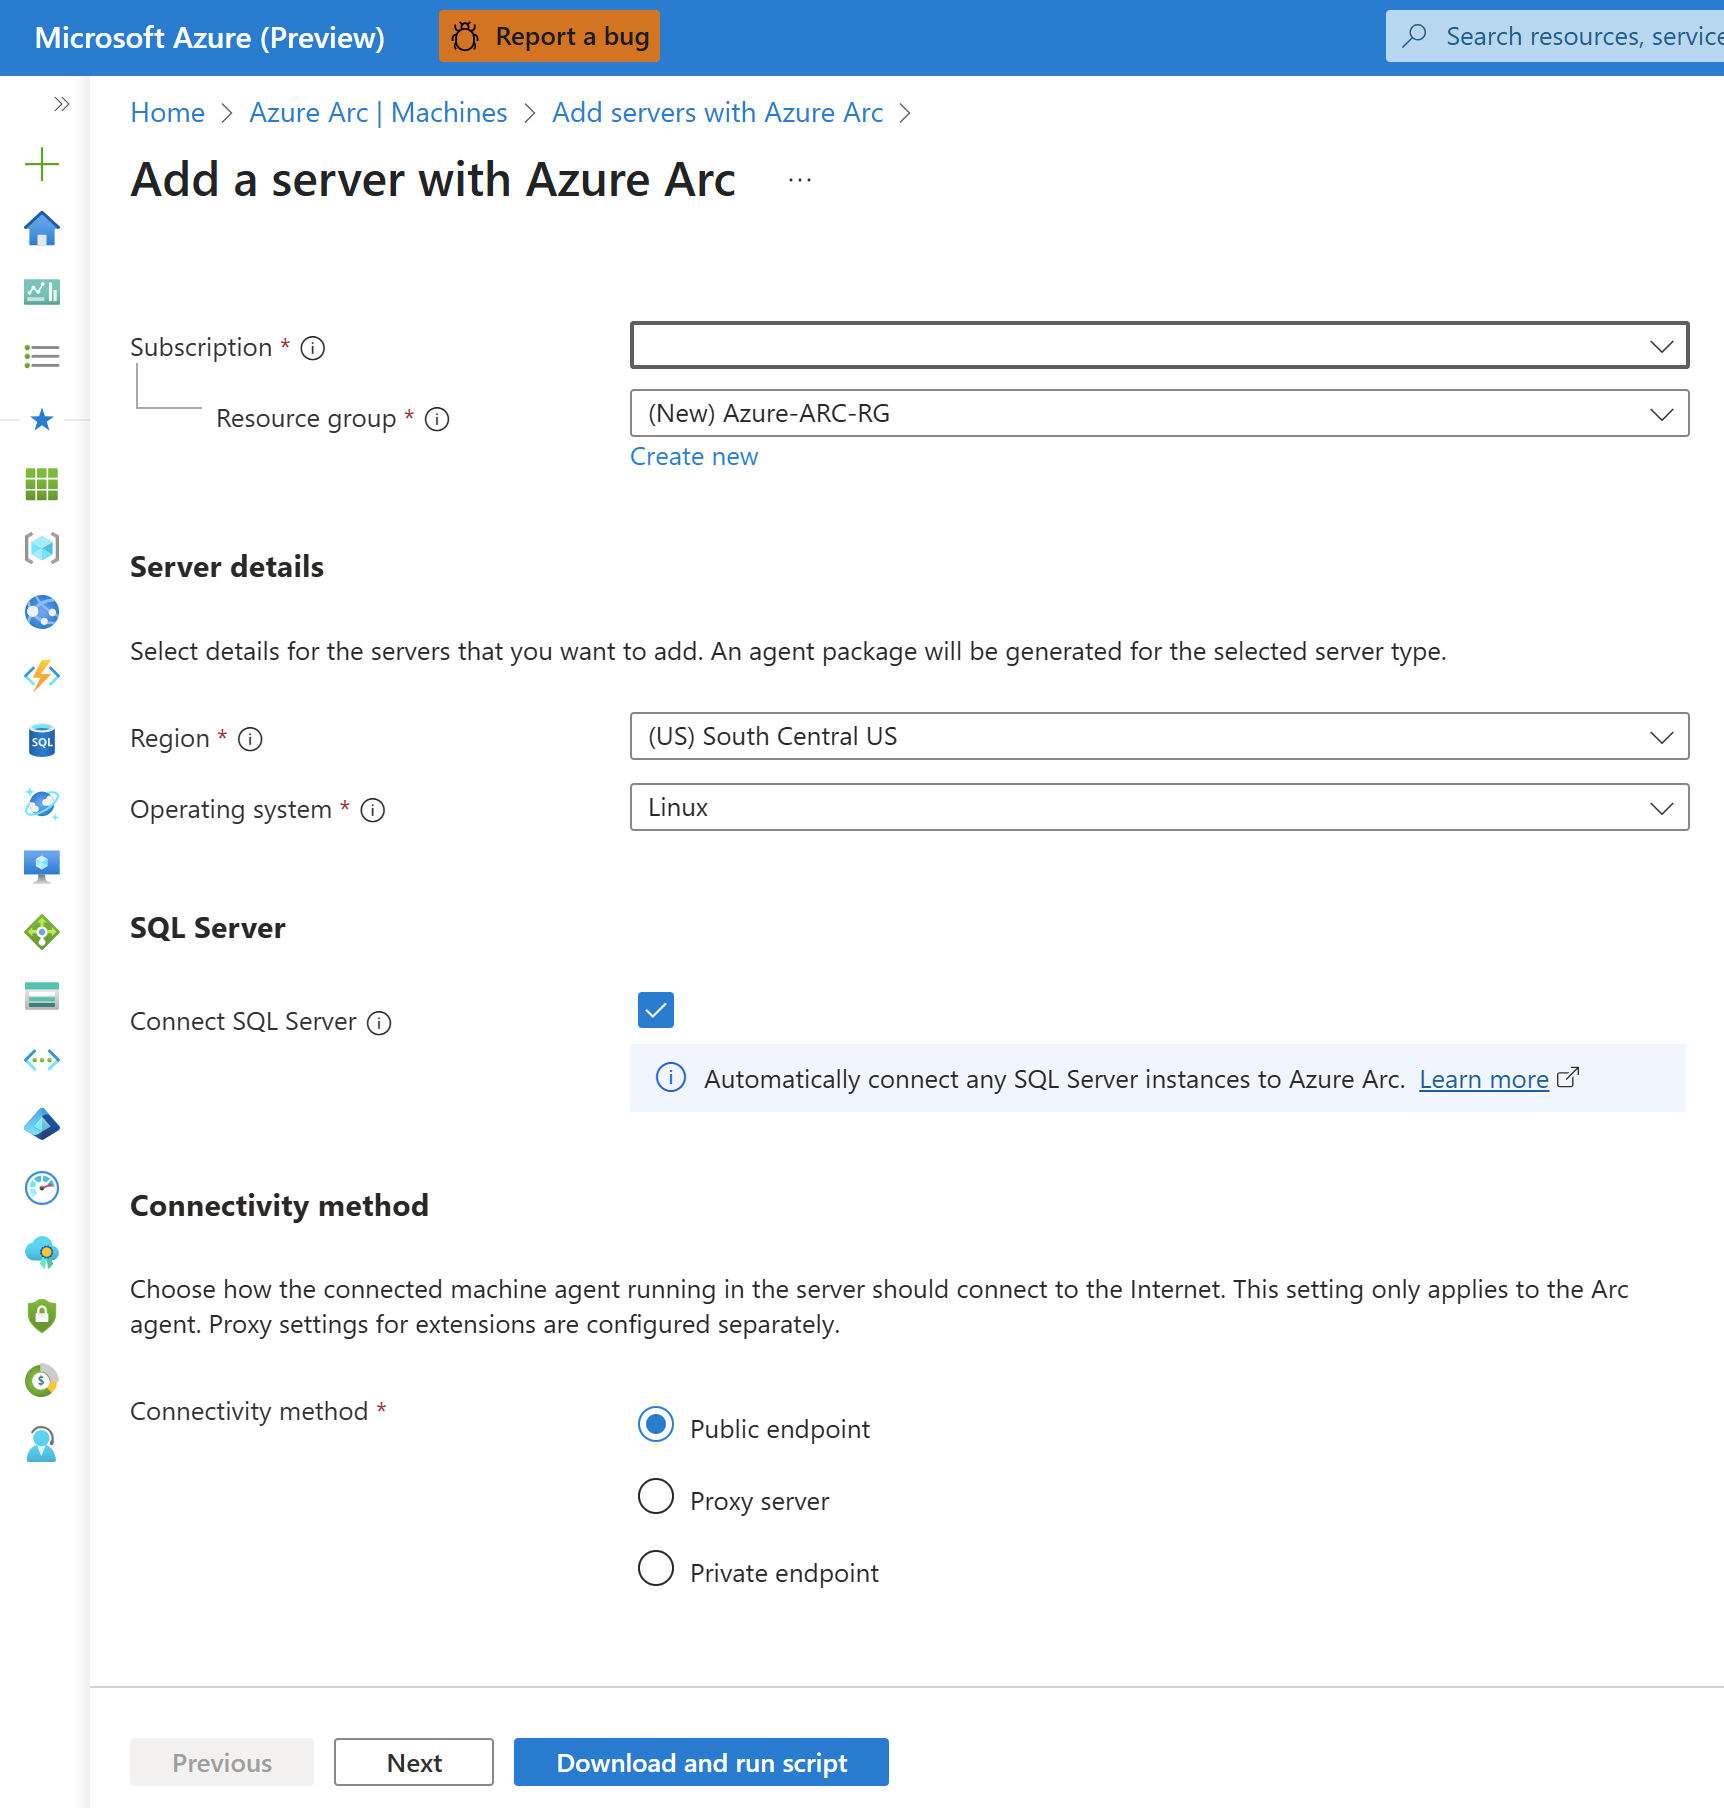 Microsoft Azure (Preview)
Report a bug
Search resources, service
Home > Azure Arc | Machines > Add servers with Azure Arc >
Add a server with Azure Arc ...
Subscription *
Resource group *
(New) Azure-ARC-RG
Create new
Server details
Select details for the servers that you want to add. An agent package will be generated for the selected server type.
Region *
(US) South Central US
Operating system *
Linux
SQL
SQL Server
Connect SQL Server
Automatically connect any SQL Server instances to Azure Arc. Learn more
Connectivity method
Choose how the connected machine agent running in the server should connect to the Internet. This setting only applies to the Arc
agent. Proxy settings for extensions are configured separately.
Connectivity method *
Public endpoint
Proxy server
Private endpoint
Previous
Next
Download and run script